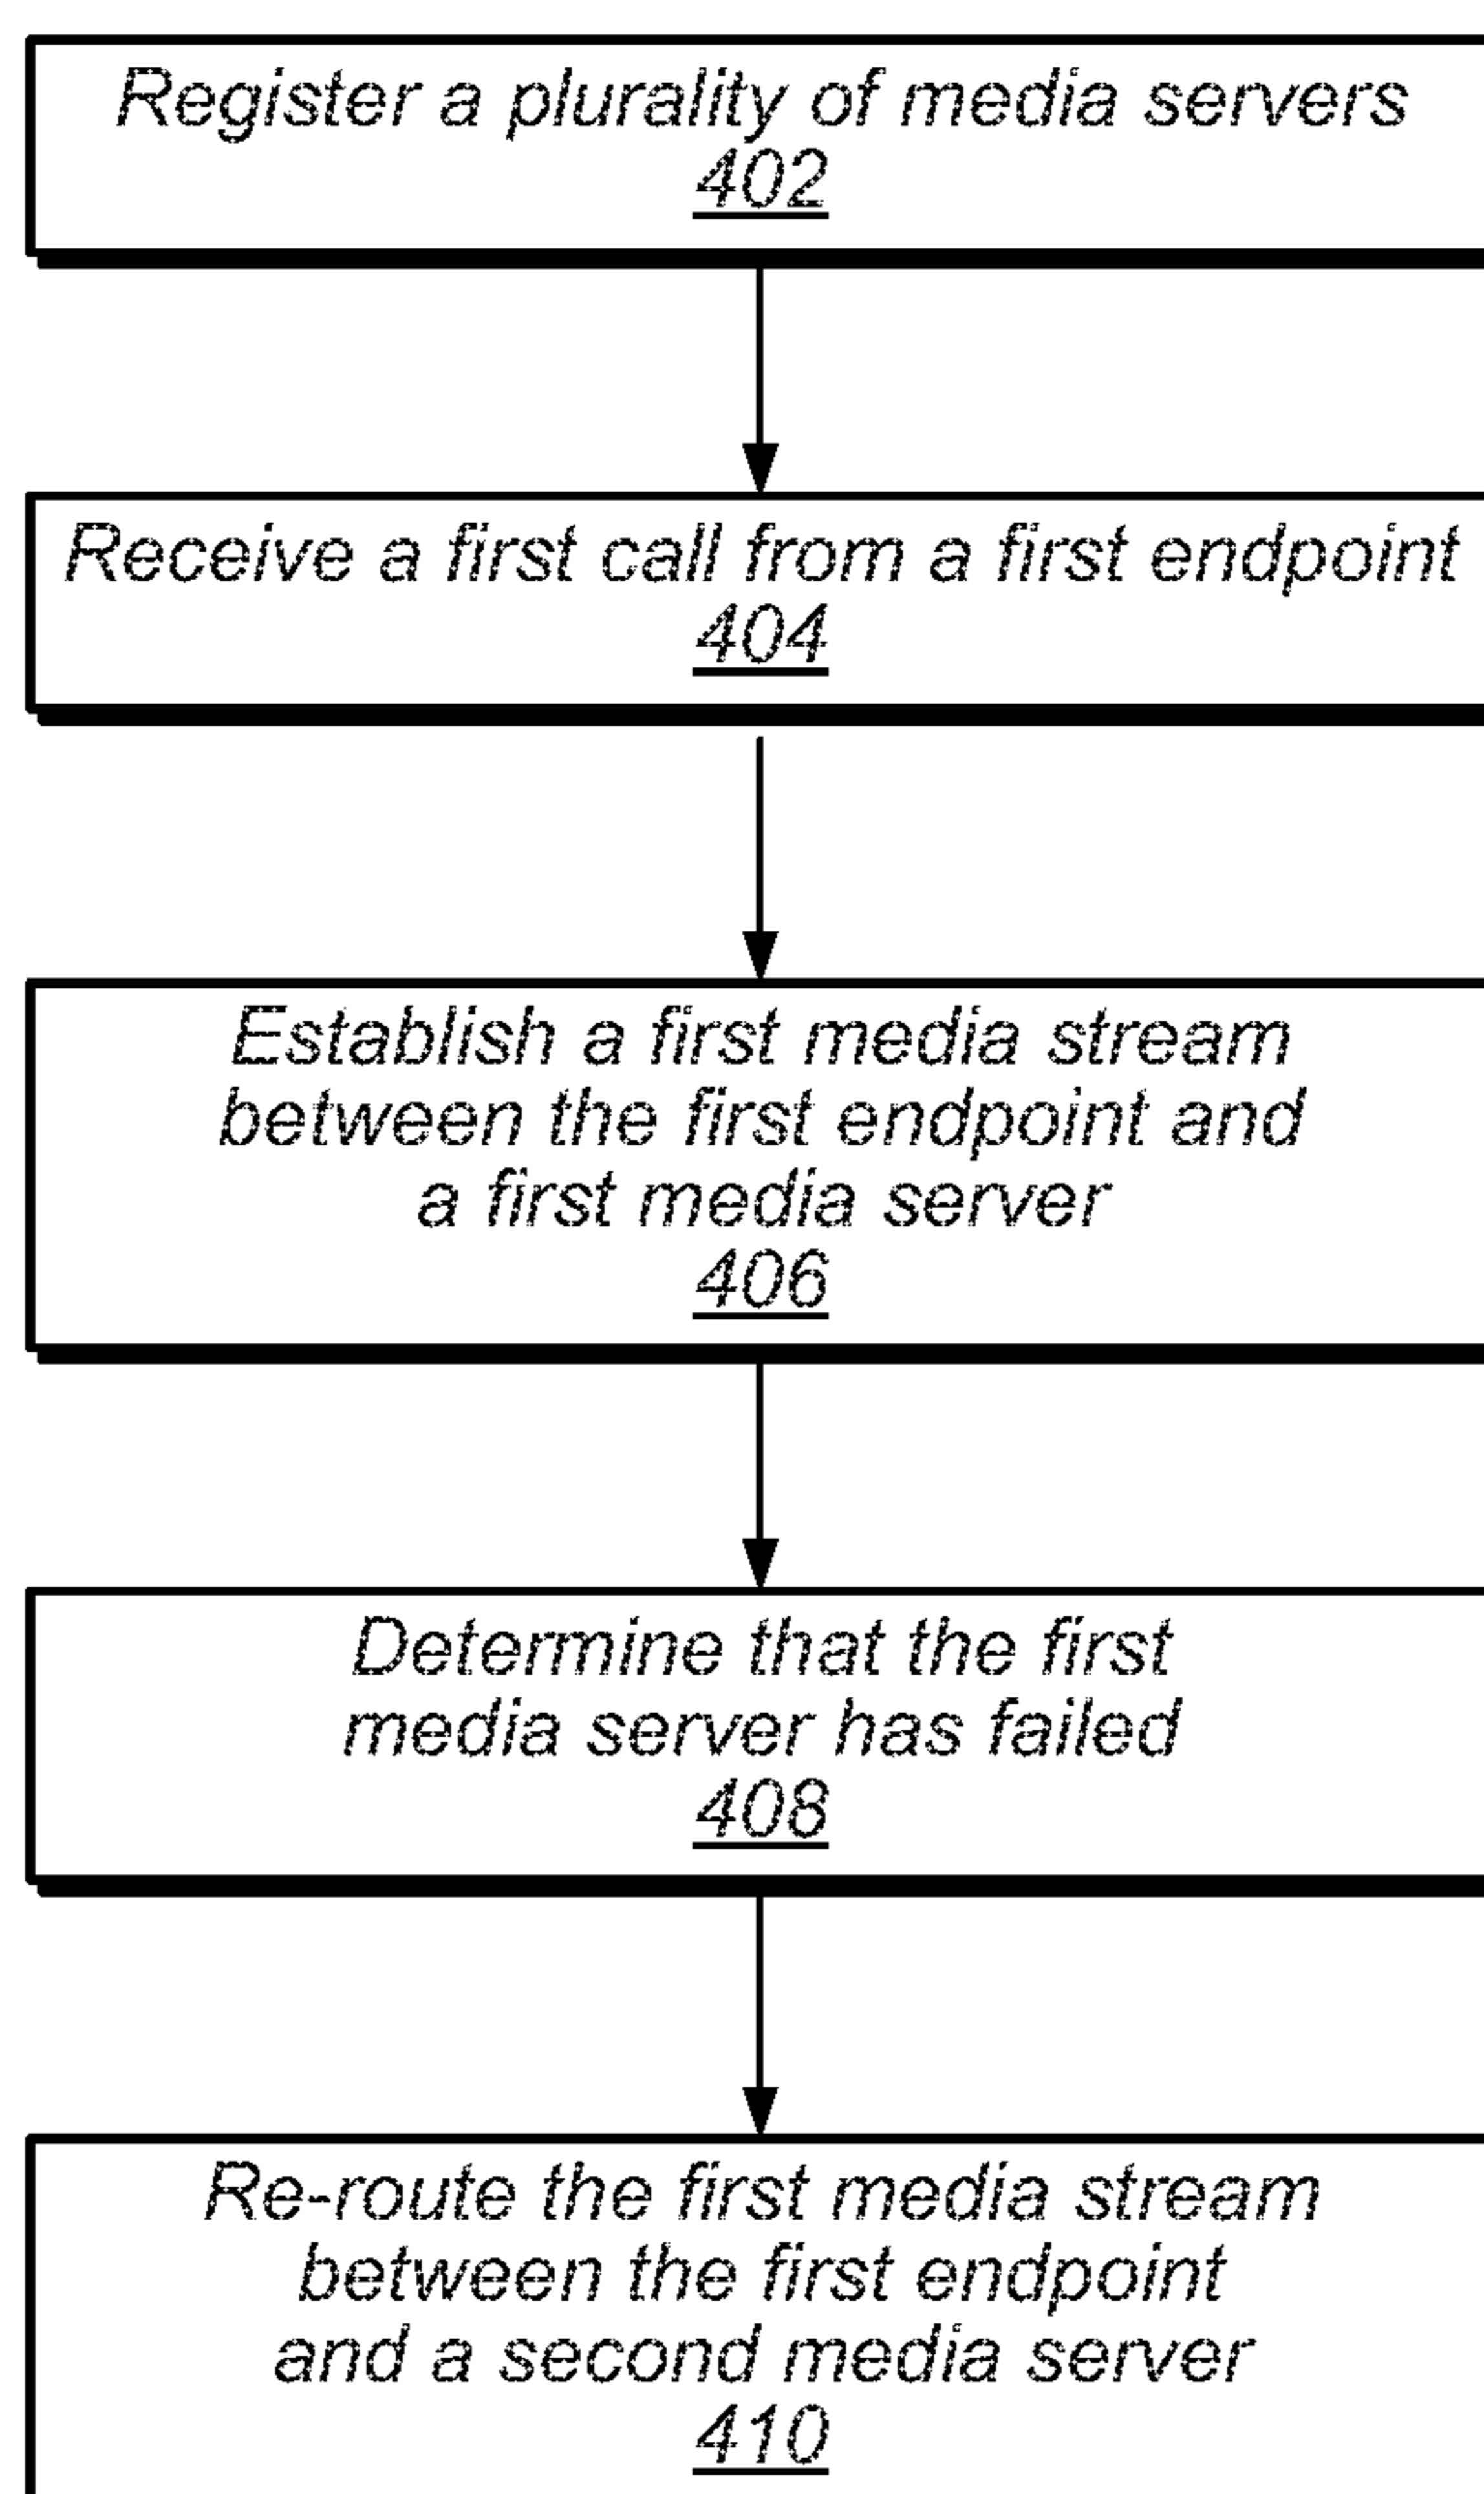 Register a plurality of media servers
402
Receive a first call from a first endpoint
404
Establish a first media stream
between the first endpoint and
a first media server
406
Determine that the first
media server has failed
408
Re-route the first media stream
between the first endpoint
and a second media server
410